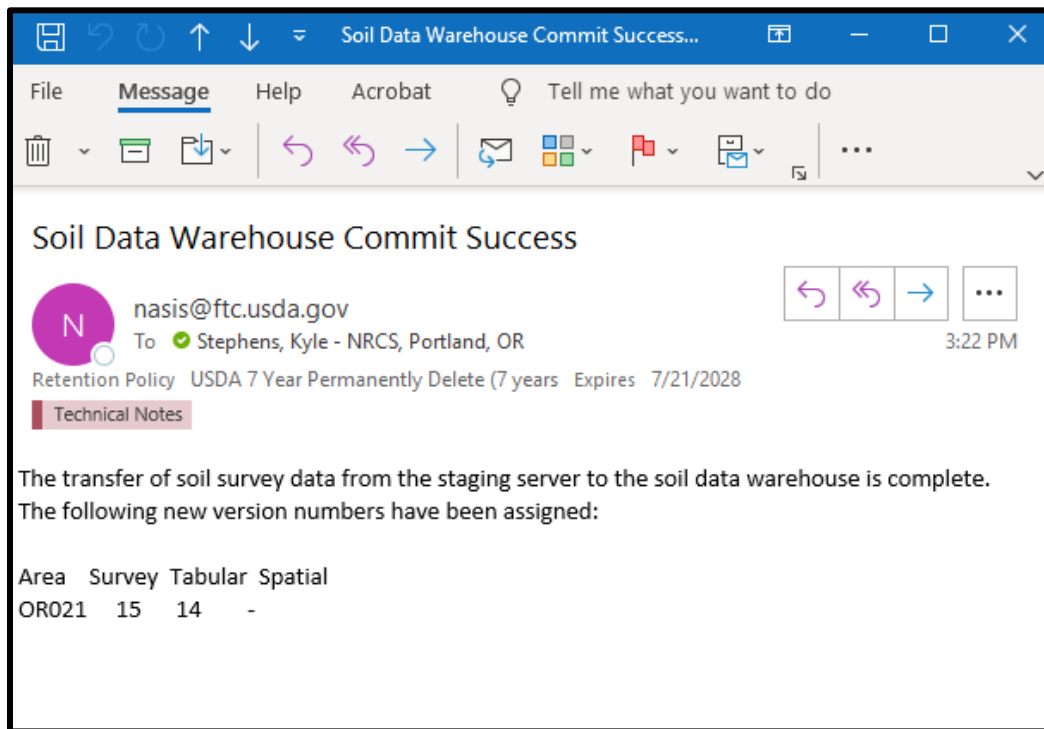 Soil Data Warehouse Commit Success...
File Message Help Acrobat Tell me what you want to do
Soil Data Warehouse Commit Success
N
nasis@ftc.usda.gov
To Stephens, Kyle - NRCS, Portland, OR 3:22 PM
Retention Policy USDA 7 Year Permanently Delete (7 years Expires 7/21/2028
Technical Notes
The transfer of soil survey data from the staging server to the soil data warehouse is complete.
The following new version numbers have been assigned:
Area Survey Tabular Spatial
OR021 15 14 -